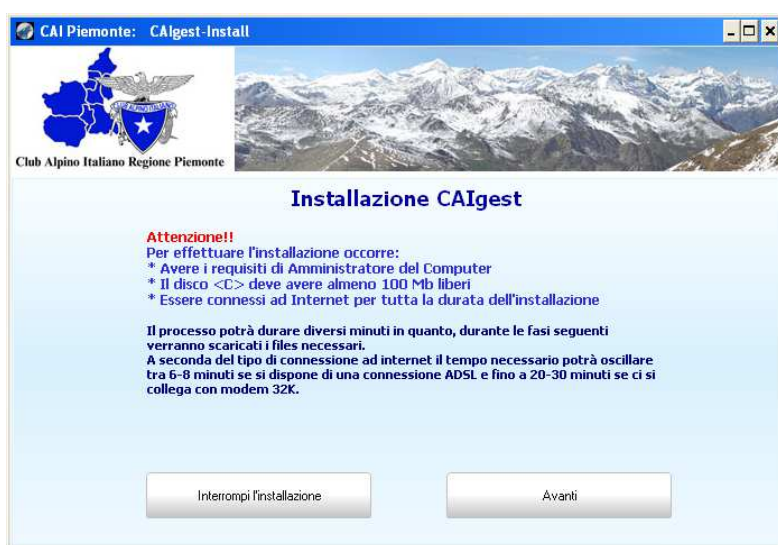 CAI Piemonte: CAIgest-Install
CLUB ALPINO ITALIANO
Club Alpino Italiano Regione Piemonte
Installazione CAIgest
Attenzione!!
Per effettuare l'installazione occorre:
* Avere i requisiti di Amministratore del Computer
* Il disco <C> deve avere almeno 100 Mb liberi
* Essere connessi ad Internet per tutta la durata dell'installazione
Il processo potrà durare diversi minuti in quanto, durante le fasi seguenti
verranno scaricati i files necessari.
A seconda del tipo di connessione ad internet il tempo necessario potrà oscillare
tra 6-8 minuti se si dispone di una connessione ADSL e fino a 20-30 minuti se ci si
collega con modem 32K.
Interrompi l'installazione
Avanti